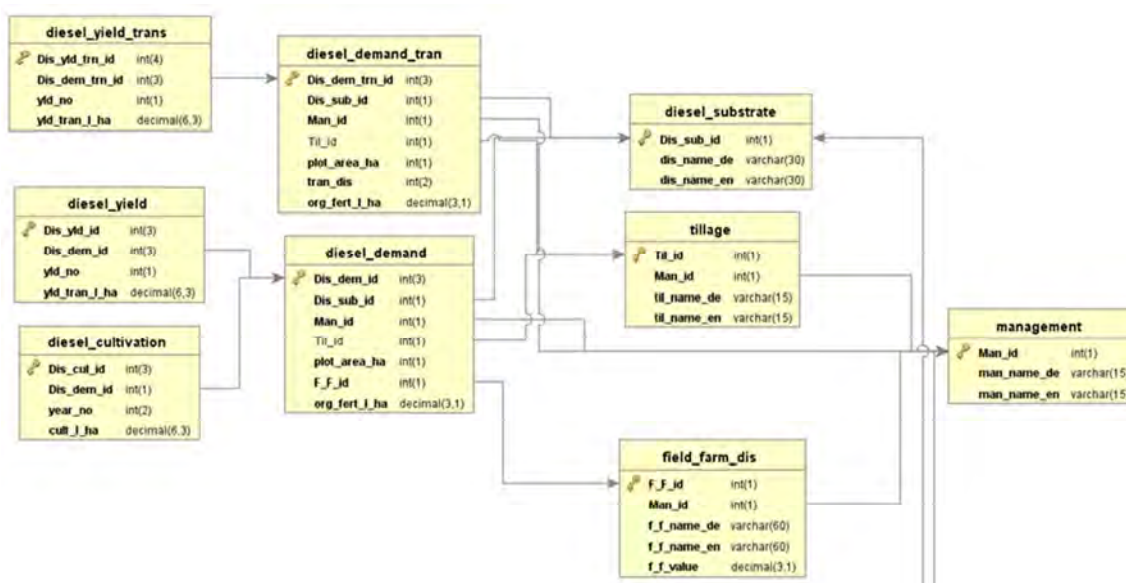 diesel_yield_trans
Dis_yld_trn_id int(4)
Dis_dem_trn_id int(3)
yld_no int(1)
yld_tran_l_ha decimal(6,3)
diesel_demand_tran
Dis_dem_trn_id int(3)
Dis_sub_id int(1)
Man_id int(1)
Til_id int(1)
plot_area_ha int(1)
tran_dis int(2)
org_fert_l_ha decimal(3,1)
diesel_substrate
Dis_sub_id int(1)
dis_name_de varchar(30)
dis_name_en varchar(30)
diesel_yield
Dis_yld_id int(3)
Dis_dem_id int(3)
yld_no int(1)
yld_tran_l_ha decimal(6,3)
diesel_demand
Dis_dem_id int(3)
Dis_sub_id int(1)
Man_id int(1)
Til_id int(1)
plot_area_ha int(1)
F_F_id int(1)
org_fert_l_ha decimal(3,1)
tillage
Til_id int(1)
Man_id int(1)
til_name_de varchar(15)
til_name_en varchar(15)
diesel_cultivation
Dis_cul_id int(3)
Dis_dem_id int(1)
year_no int(2)
cult_l_ha decimal(6,3)
management
Man_id int(1)
man_name_de varchar(15
man_name_en varchar(15
field_farm_dis
F_F_id int(1)
Man_id int(1)
f_f_name_de varchar(60)
f_f_name_en varchar(60)
f_f_value decimal(3,1)